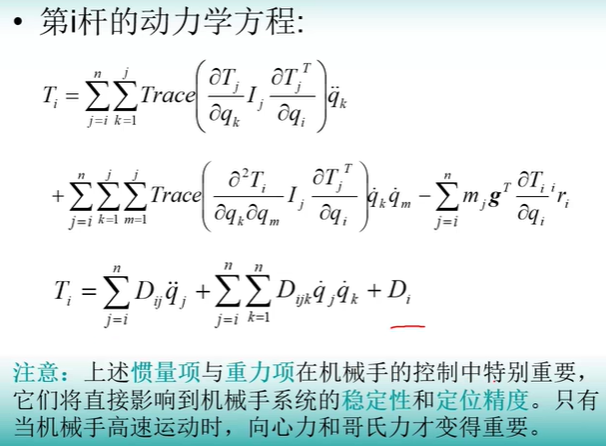 • 第i杆的动力学方程:
$T_i = \sum_{j=i}^{n} \sum_{k=1}^{j} Trace\left( \frac{\partial T_j}{\partial q_k} I_j \frac{\partial T_j^T}{\partial q_i} \right) \ddot{q}_k$
$+ \sum_{j=i}^{n} \sum_{k=1}^{j} \sum_{m=1}^{j} Trace\left( \frac{\partial^2 T_i}{\partial q_k \partial q_m} I_j \frac{\partial T_j^T}{\partial q_i} \right) \dot{q}_k \dot{q}_m - \sum_{j=i}^{n} m_j \mathbf{g}^T \frac{\partial T_i}{\partial q_i} {}^i r_i$
$T_i = \sum_{j=i}^{n} D_{ij} \ddot{q}_j + \sum_{j=i}^{n} \sum_{k=1}^{n} D_{ijk} \dot{q}_j \dot{q}_k + D_i$
注意：上述惯量项与重力项在机械手的控制中特别重要，
它们将直接影响到机械手系统的稳定性和定位精度。只有
当机械手高速运动时，向心力和哥氏力才变得重要。